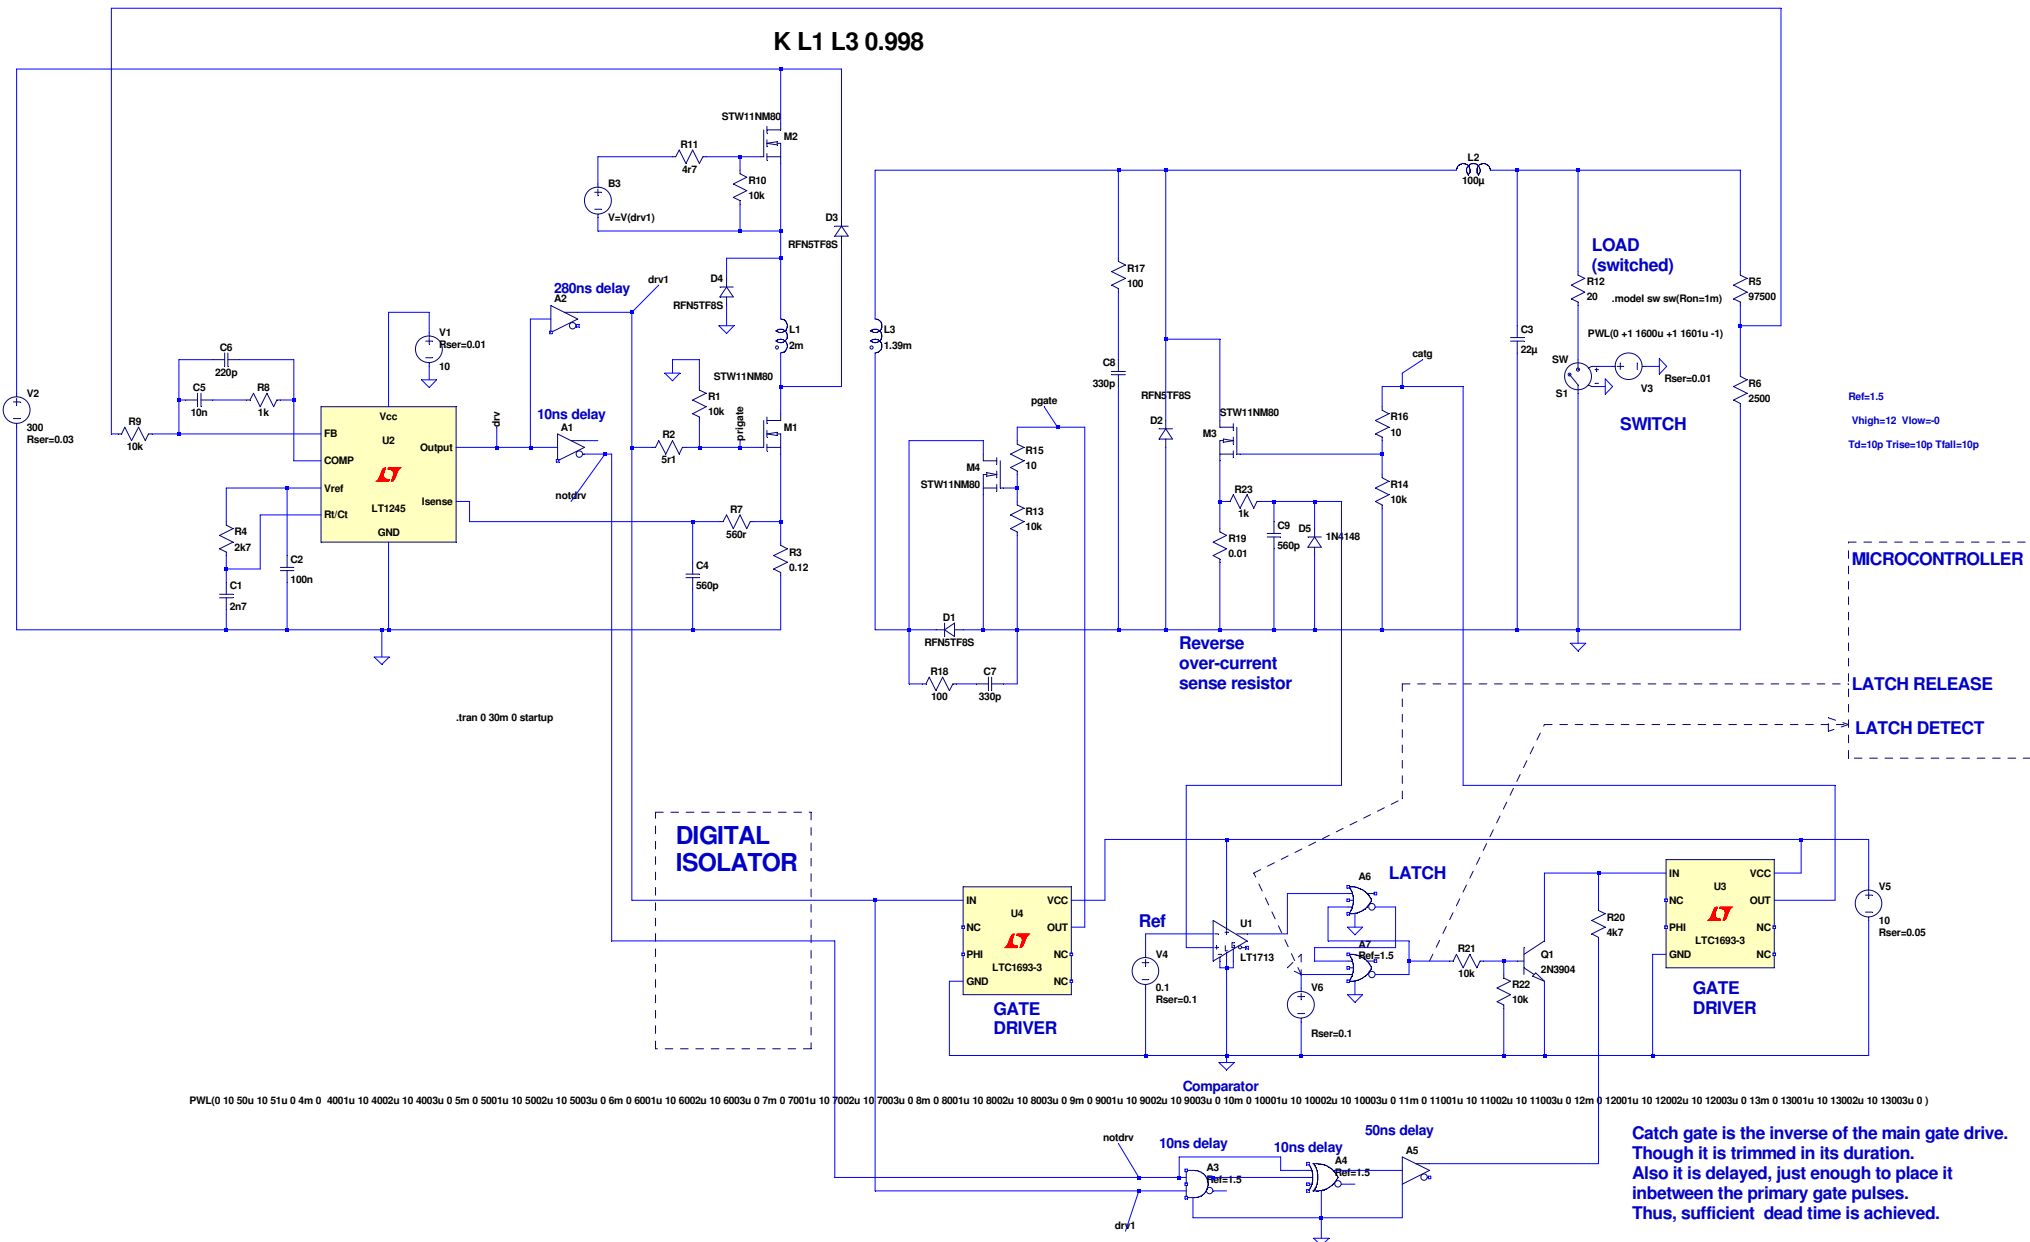 K L1 L3 0.998
STW11NM80
M2
R11
4r7
R10
10k
B3
V=V(drv1)
D3
RFN5TF8S
D4
RFN5TF8S
280ns delay
A2
drv1
L1
2m
L3
1.39m
V1
Rser=0.01
10
C6
220p
C5
10n
R8
1k
R9
10k
V2
300
Rser=0.03
Vcc
U2
FB
COMP
Vref
Rt/Ct
GND
Output
Isense
LT1245
drv
10ns delay
A1
notdrv
R2
5r1
STW11NM80
R1
10k
prigate
M1
R7
560r
R3
0.12
C4
560p
R4
2k7
C1
2n7
C2
100n
.tran 0 30m 0 startup
pgate
R15
10
M4
STW11NM80
R13
10k
D1
RFN5TF8S
R18
100
C7
330p
R17
100
C8
330p
RFN5TF8S
D2
STW11NM80
M3
R23
1k
R19
0.01
C9
560p
D5
1N4148
catg
R16
10
R14
10k
L2
100µ
C3
22µ
LOAD
(switched)
R12
20
.model sw sw(Ron=1m)
R5
97500
PWL(0 +1 1600u +1 1601u -1)
SW
S1
V3
Rser=0.01
SWITCH
R6
2500
Ref=1.5
Vhigh=12 Vlow=-0
Td=10p Trise=10p Tfall=10p
Reverse
over-current
sense resistor
MICROCONTROLLER
LATCH RELEASE
LATCH DETECT
DIGITAL
ISOLATOR
IN
NC
PHI
GND
U4
LTC1693-3
VCC
OUT
NC
NC
GATE
DRIVER
Ref
V4
0.1
Rser=0.1
U1
LT1713
A6
LATCH
A7
Ref=1.5
V6
Rser=0.1
R21
10k
R22
10k
Q1
2N3904
R20
4k7
IN
NC
PHI
GND
U3
LTC1693-3
VCC
OUT
NC
NC
GATE
DRIVER
V5
10
Rser=0.05
Comparator
PWL(0 10 50u 10 51u 0 4m 0 4001u 10 4002u 10 4003u 0 5m 0 5001u 10 5002u 10 5003u 0 6m 0 6001u 10 6002u 10 6003u 0 7m 0 7001u 10 7002u 10 7003u 0 8m 0 8001u 10 8002u 10 8003u 0 9m 0 9001u 10 9002u 10 9003u 0 10m 0 10001u 10 10002u 10 10003u 0 11m 0 11001u 10 11002u 10 11003u 0 12m 0 12001u 10 12002u 10 12003u 0 13m 0 13001u 10 13002u 10 13003u 0 )
notdrv
10ns delay
A3
Ref=1.5
10ns delay
A4
Ref=1.5
50ns delay
A5
drv1
Catch gate is the inverse of the main gate drive.
Though it is trimmed in its duration.
Also it is delayed, just enough to place it
inbetween the primary gate pulses.
Thus, sufficient dead time is achieved.